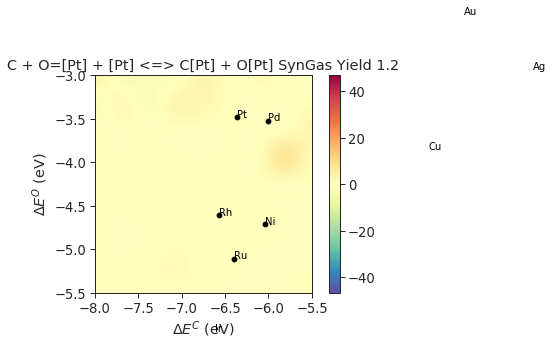 Au
C + O=[Pt] + [Pt] <=> C[Pt] + O[Pt] SynGas Yield 1.2
Ag
Cu
−3.0
−3.5
−4.0
−4.5
−5.0
−5.5
ΔE^O (eV)
Pt
Pd
Rh
Ni
Ru
40
20
0
−20
−40
−8.0 −7.5 −7.0 −6.5 −6.0 −5.5
ΔE^C (eV)
Ir